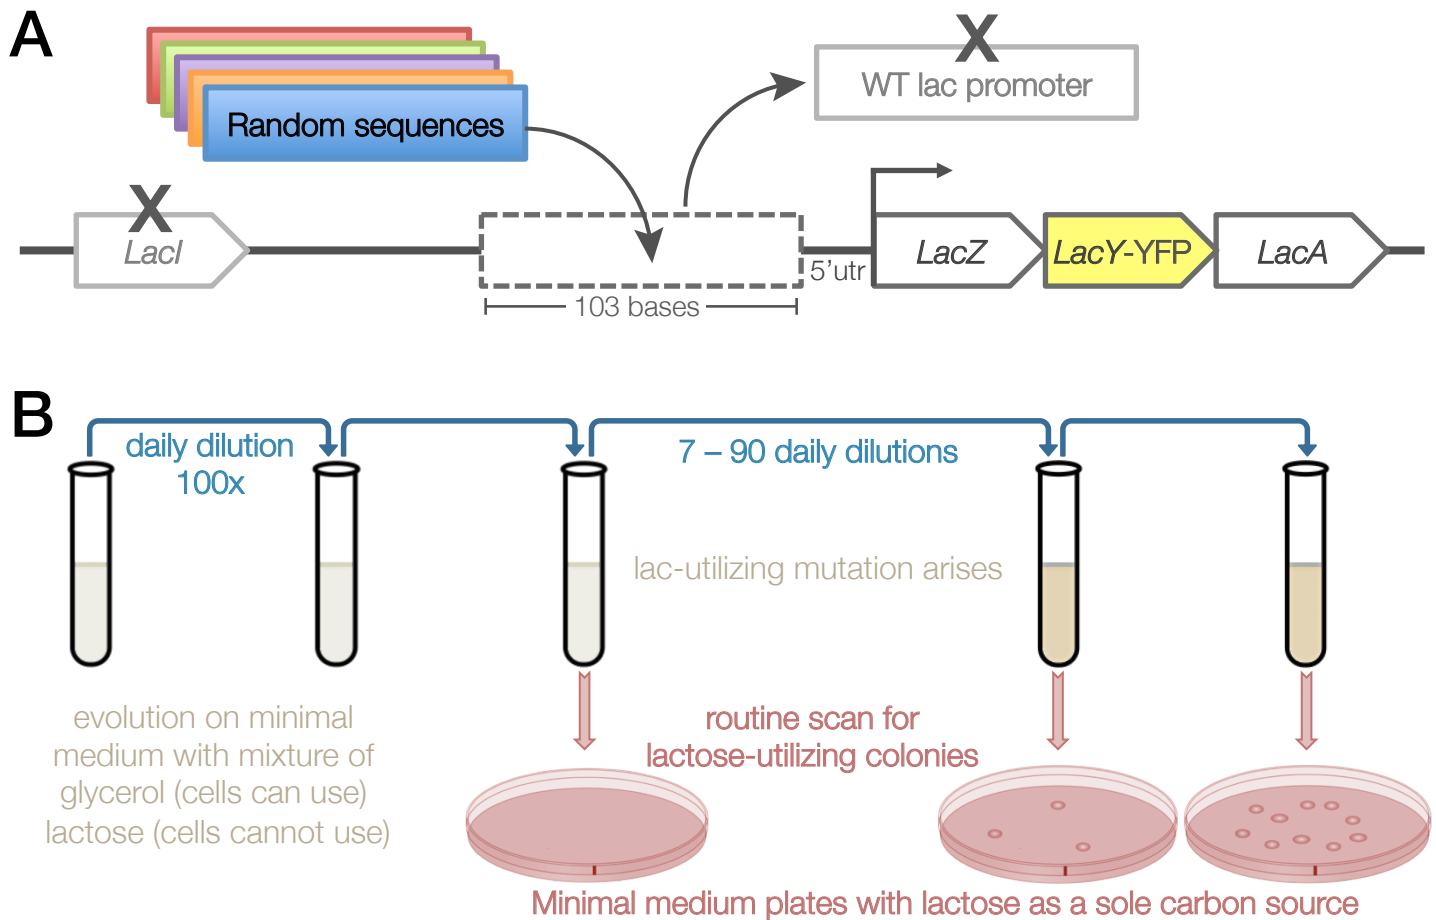 A
X
WT lac promoter
Random sequences
X
LacI
5’utr
LacZ
LacY-YFP
LacA
103 bases
B
daily dilution
100x
7 – 90 daily dilutions
lac-utilizing mutation arises
evolution on minimal
medium with mixture of
glycerol (cells can use)
lactose (cells cannot use)
routine scan for
lactose-utilizing colonies
Minimal medium plates with lactose as a sole carbon source